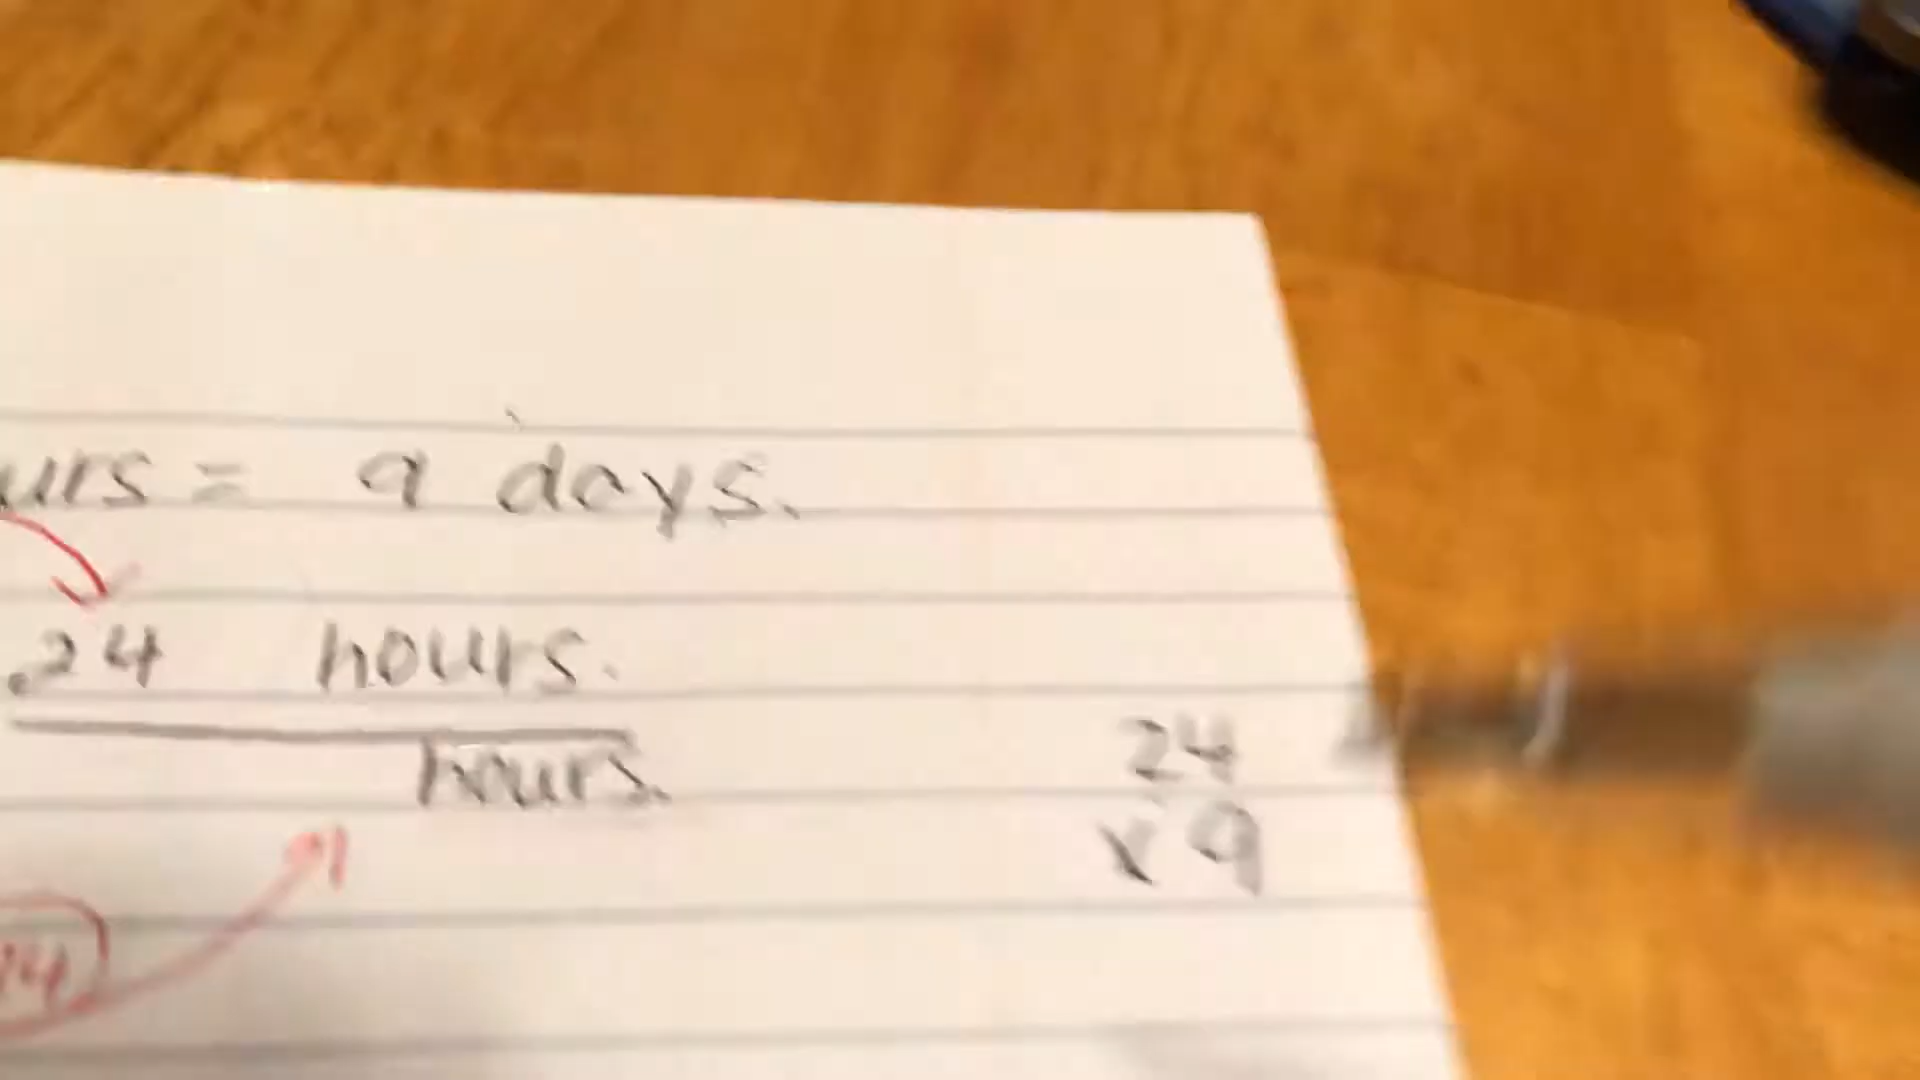 urs = 9 days.
24 hours.
hours.
24
x 9